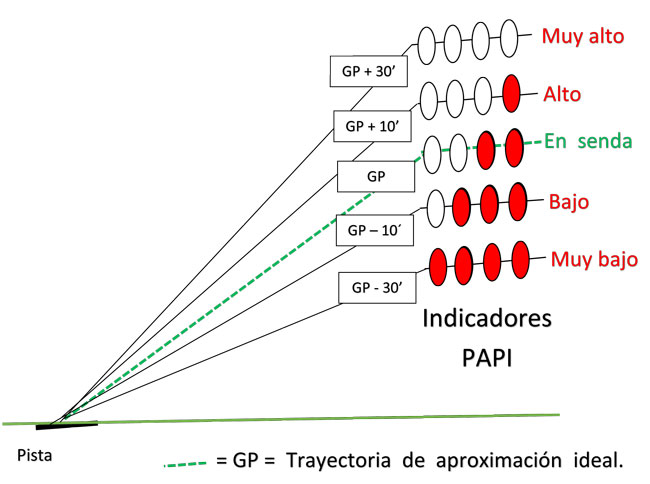 Muy alto
GP + 30’
Alto
GP + 10’
En senda
GP
Bajo
GP – 10´
Muy bajo
GP - 30’
Indicadores
PAPI
Pista
= GP = Trayectoria de aproximación ideal.